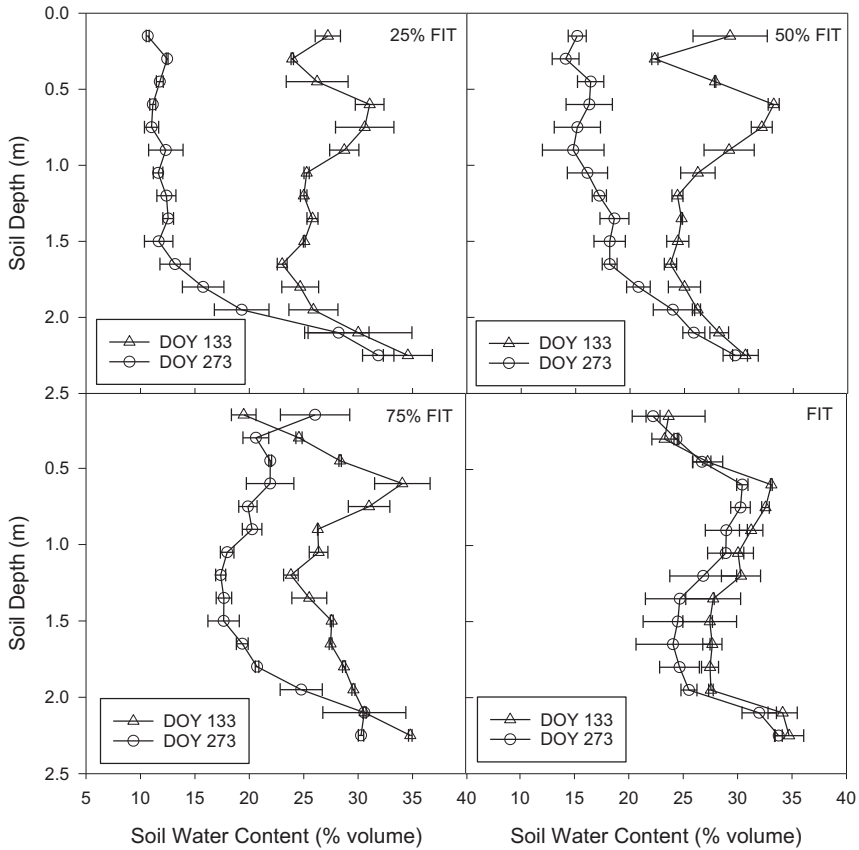 0.0
0.5
1.0
1.5
2.0
2.5
Soil Depth (m)
25% FIT
DOY 133
DOY 273
50% FIT
DOY 133
DOY 273
0.5
1.0
1.5
2.0
2.5
Soil Depth (m)
75% FIT
DOY 133
DOY 273
FIT
DOY 133
DOY 273
5 10 15 20 25 30 35 40 10 15 20 25 30 35 40
Soil Water Content (% volume) Soil Water Content (% volume)